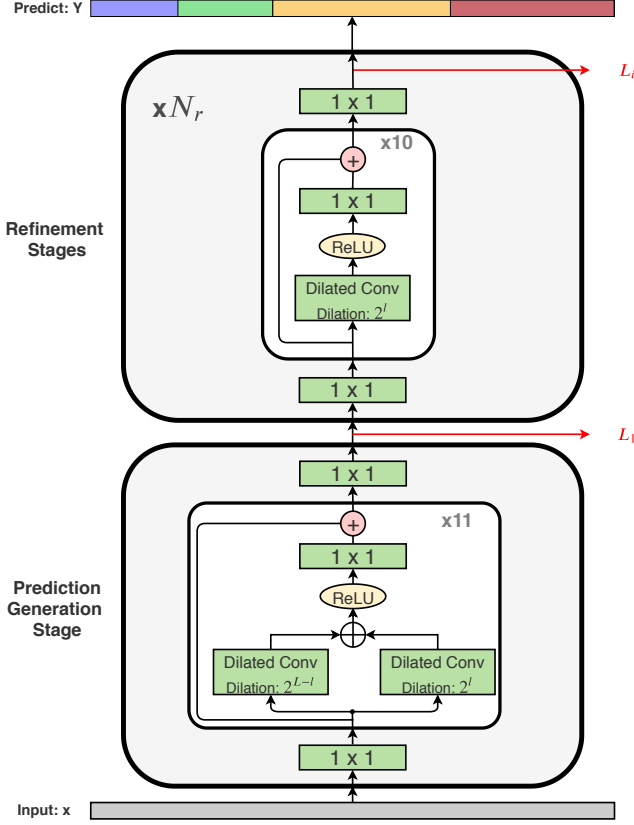 Predict: Y
L_i
xN_r
1 x 1
x10
+
1 x 1
Refinement
Stages
ReLU
Dilated Conv
Dilation: 2^l
1 x 1
L_1
1 x 1
x11
+
1 x 1
Prediction
Generation
Stage
ReLU
Dilated Conv
Dilation: 2^{L-l}
Dilated Conv
Dilation: 2^l
1 x 1
Input: x